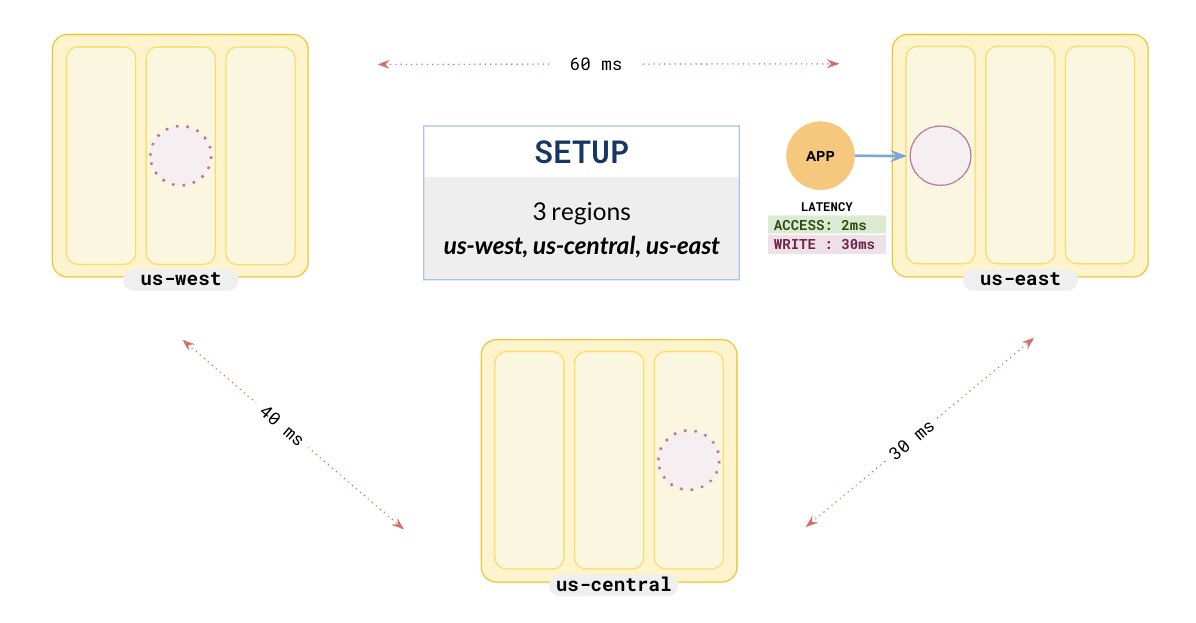 60 ms
SETUP
3 regions
us-west, us-central, us-east
APP
LATENCY
ACCESS: 2ms
WRITE : 30ms
us-west
us-east
40 ms
30 ms
us-central